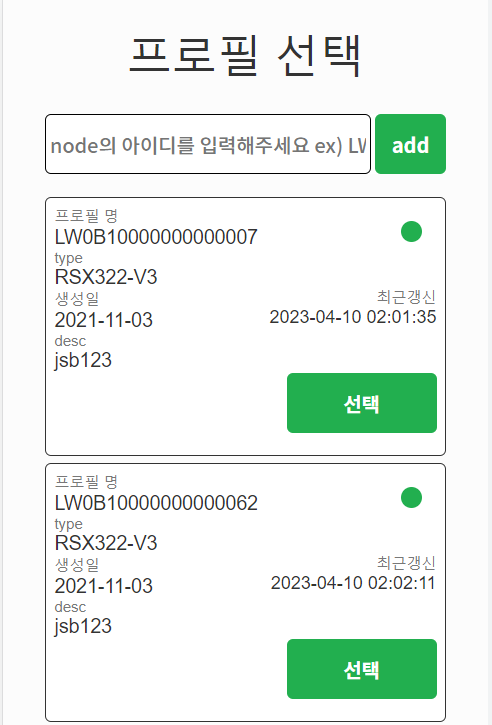 프로필 선택
node의 아이디를 입력해주세요 ex) LW
add
프로필 명
LW0B10000000000007
type
RSX322-V3
생성일
2021-11-03
최근갱신
2023-04-10 02:01:35
desc
jsb123
선택
프로필 명
LW0B10000000000062
type
RSX322-V3
생성일
2021-11-03
최근갱신
2023-04-10 02:02:11
desc
jsb123
선택